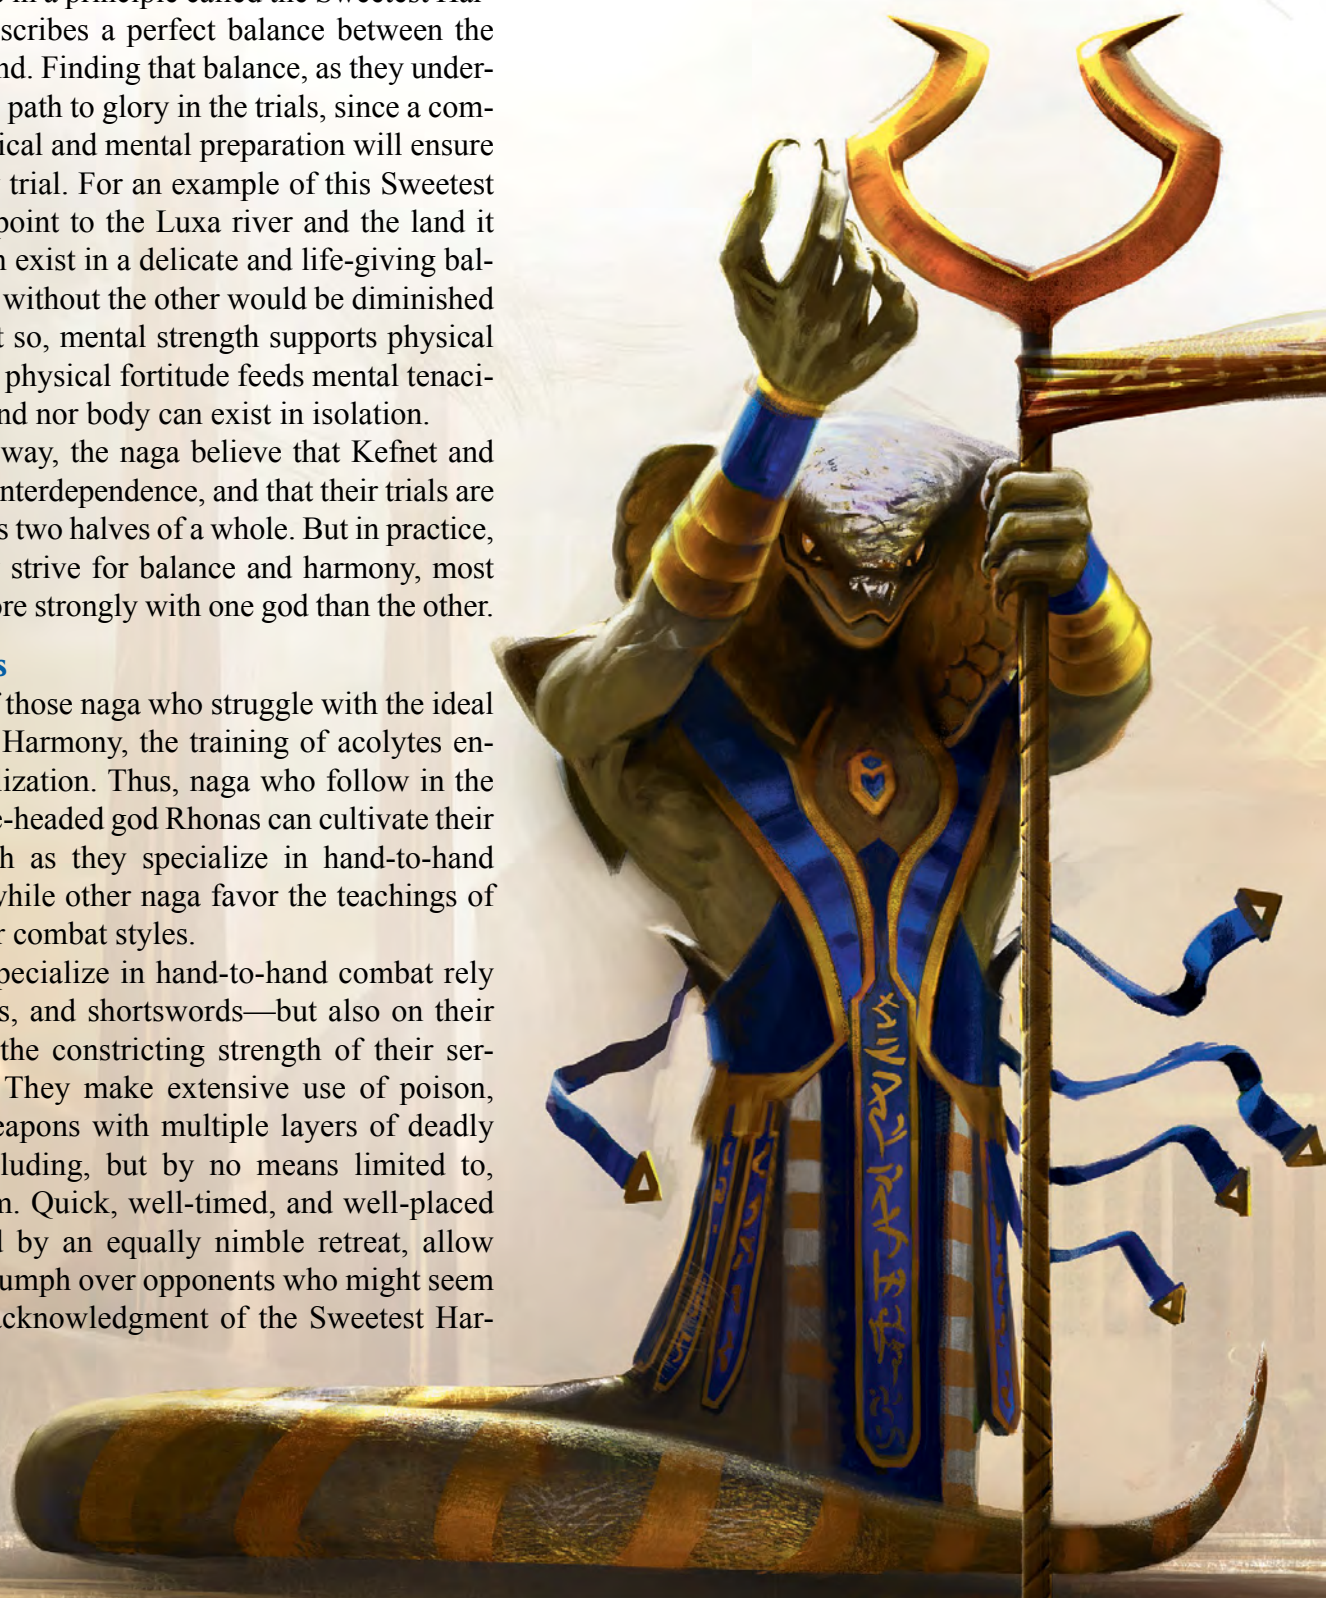 in a principle called the Sweetest Har-
scribes a perfect balance between the
nd. Finding that balance, as they under-
path to glory in the trials, since a com-
ical and mental preparation will ensure
trial. For an example of this Sweetest
point to the Luxa river and the land it
exist in a delicate and life-giving bal-
without the other would be diminished
so, mental strength supports physical
physical fortitude feeds mental tenaci-
nd nor body can exist in isolation.
way, the naga believe that Kefnet and
nterdependence, and that their trials are
s two halves of a whole. But in practice,
strive for balance and harmony, most
re strongly with one god than the other.
s
those naga who struggle with the ideal
Harmony, the training of acolytes en-
lization. Thus, naga who follow in the
e-headed god Rhonas can cultivate their
h as they specialize in hand-to-hand
while other naga favor the teachings of
r combat styles.
pecialize in hand-to-hand combat rely
s, and shortswords—but also on their
the constricting strength of their ser-
They make extensive use of poison,
eapons with multiple layers of deadly
cluding, but by no means limited to,
m. Quick, well-timed, and well-placed
d by an equally nimble retreat, allow
umph over opponents who might seem
acknowledgment of the Sweetest Har-